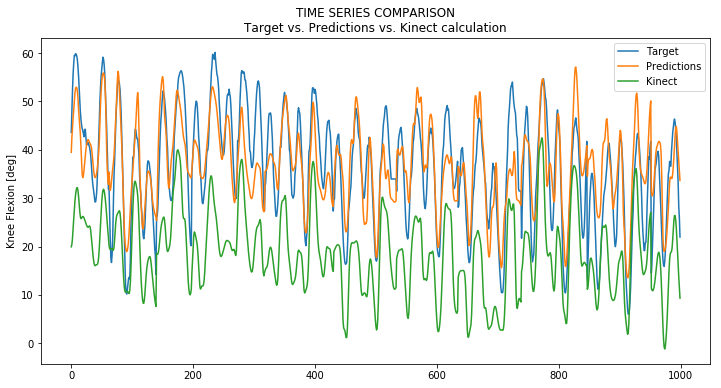 TIME SERIES COMPARISON
Target vs. Predictions vs. Kinect calculation
Target
Predictions
Kinect
Knee Flexion [deg]
60
50
40
30
20
10
0
0 200 400 600 800 1000